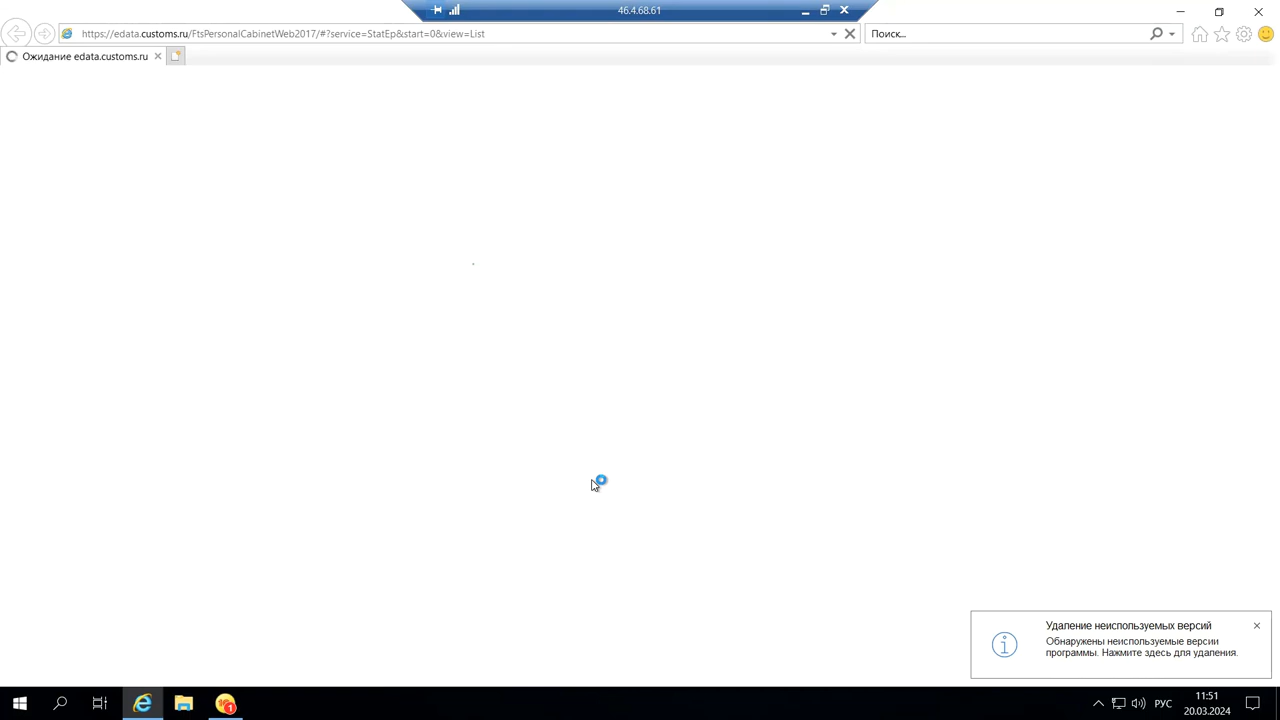 46.4.68.61
https://edata.customs.ru/FtsPersonalCabinetWeb2017/#?service=StatEp&start=0&view=List
Поиск...
Ожидание edata.customs.ru
Удаление неиспользуемых версий
Обнаружены неиспользуемые версии
программы. Нажмите здесь для удаления.
1
РУС
11:51
20.03.2024